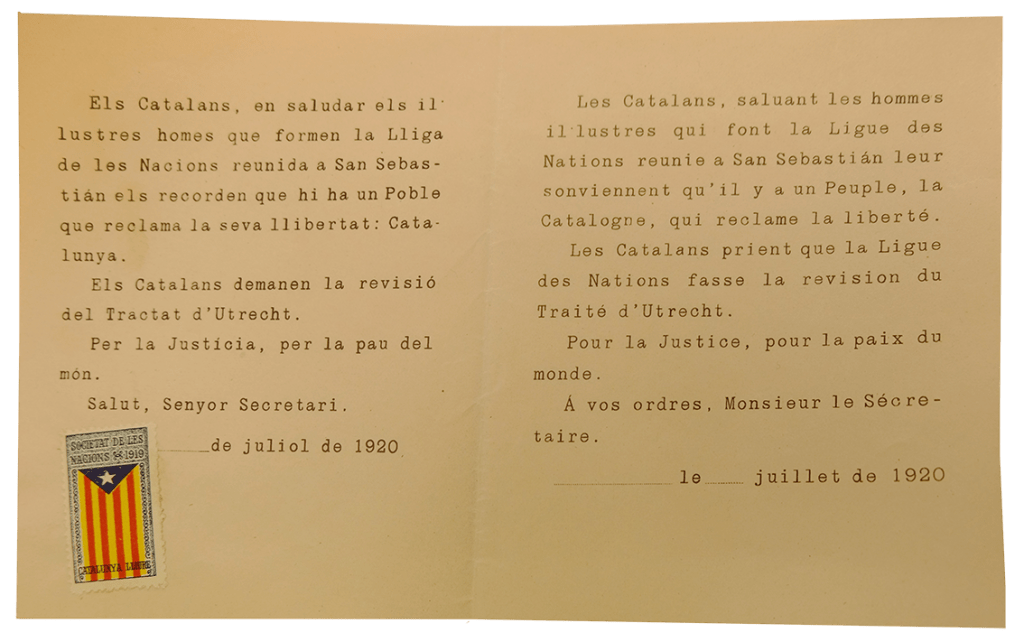 Els Catalans, en saludar els il·
lustres homes que formen la Lliga
de les Nacions reunida a San Sebas-
tián els recorden que hi ha un Poble
que reclama la seva llibertat: Cata-
lunya.
Els Catalans demanen la revisió
del Tractat d'Utrecht.
Per la Justícia, per la pau del
món.
Salut, Senyor Secretari.
de juliol de 1920
SOCIETAT DE LES
NACIONS 1919
CATALUNYA LLIURE
Les Catalans, saluant les hommes
il·lustres qui font la Ligue des
Nations reunie a San Sebastián leur
sonviennent qu'il y a un Peuple, la
Catalogne, qui reclame la liberté.
Les Catalans prient que la Ligue
des Nations fasse la revision du
Traité d'Utrecht.
Pour la Justice, pour la paix du
monde.
Á vos ordres, Monsieur le Sécre-
taire.
le juillet de 1920